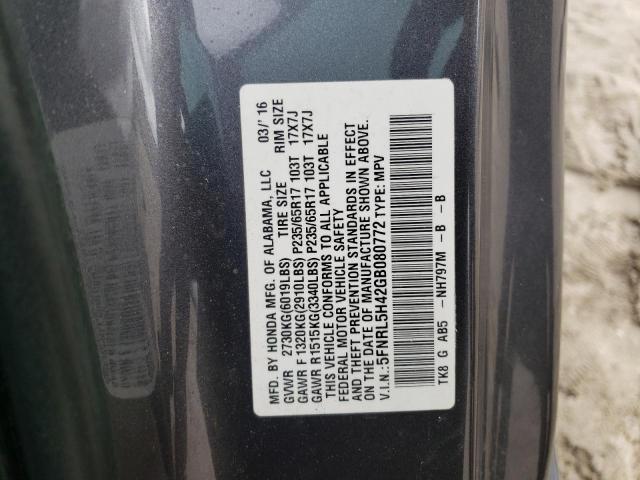 MFD. BY HONDA MFG. OF ALABAMA, LLC 03/'16
GVWR 2730KG(6019LBS) TIRE SIZE RIM SIZE
GAWR F 1320KG(2910LBS) P235/65R17 103T 17X7J
GAWR R 1515KG(3340LBS) P235/65R17 103T 17X7J
THIS VEHICLE CONFORMS TO ALL APPLICABLE
FEDERAL MOTOR VEHICLE SAFETY
AND THEFT PREVENTION STANDARDS IN EFFECT
ON THE DATE OF MANUFACTURE SHOWN ABOVE.
V.I.N.:5FNRL5H42GB080772 TYPE: MPV
TK8 G AB5 -NH797M - B - B